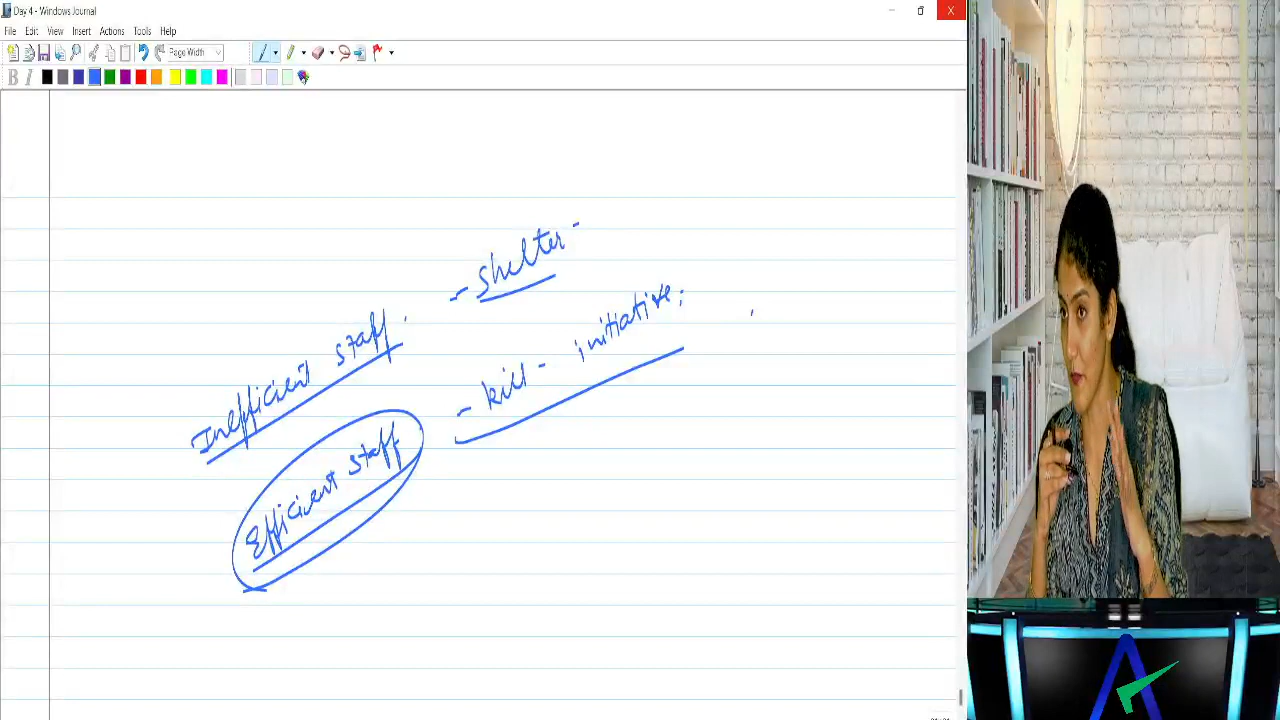 Day 4 - Windows Journal
File Edit View Insert Actions Tools Help
Page Width
B I
- shelter -
Inefficient staff.
- kill - initiative;
Efficient staff